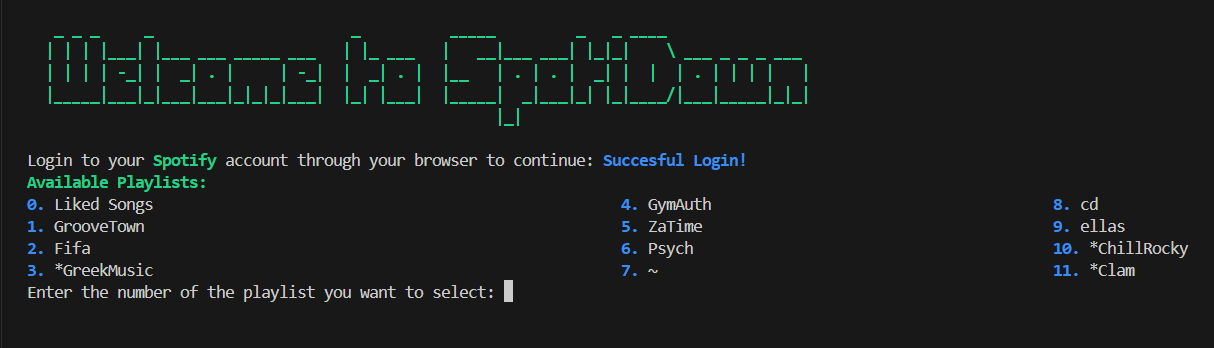 Welcome to SpotiDown
Login to your Spotify account through your browser to continue: Succesful Login!
Available Playlists:
0. Liked Songs 4. GymAuth 8. cd
1. GrooveTown 5. ZaTime 9. ellas
2. Fifa 6. Psych 10. *ChillRocky
3. *GreekMusic 7. ~ 11. *Clam
Enter the number of the playlist you want to select: